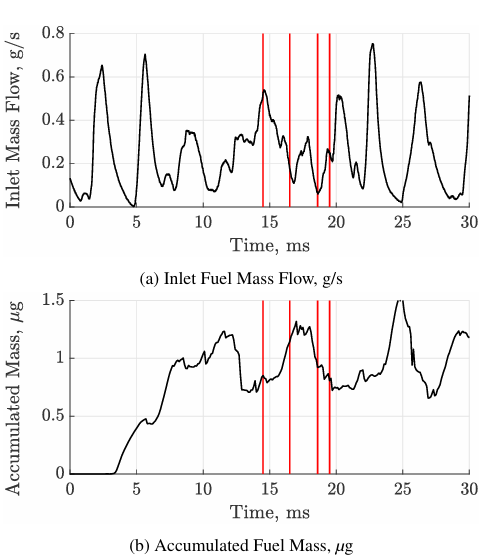 Inlet Mass Flow, g/s
0.8
0.6
0.4
0.2
0
0 5 10 15 20 25 30
Time, ms
(a) Inlet Fuel Mass Flow, g/s
Accumulated Mass, μg
1.5
1
0.5
0
0 5 10 15 20 25 30
Time, ms
(b) Accumulated Fuel Mass, μg